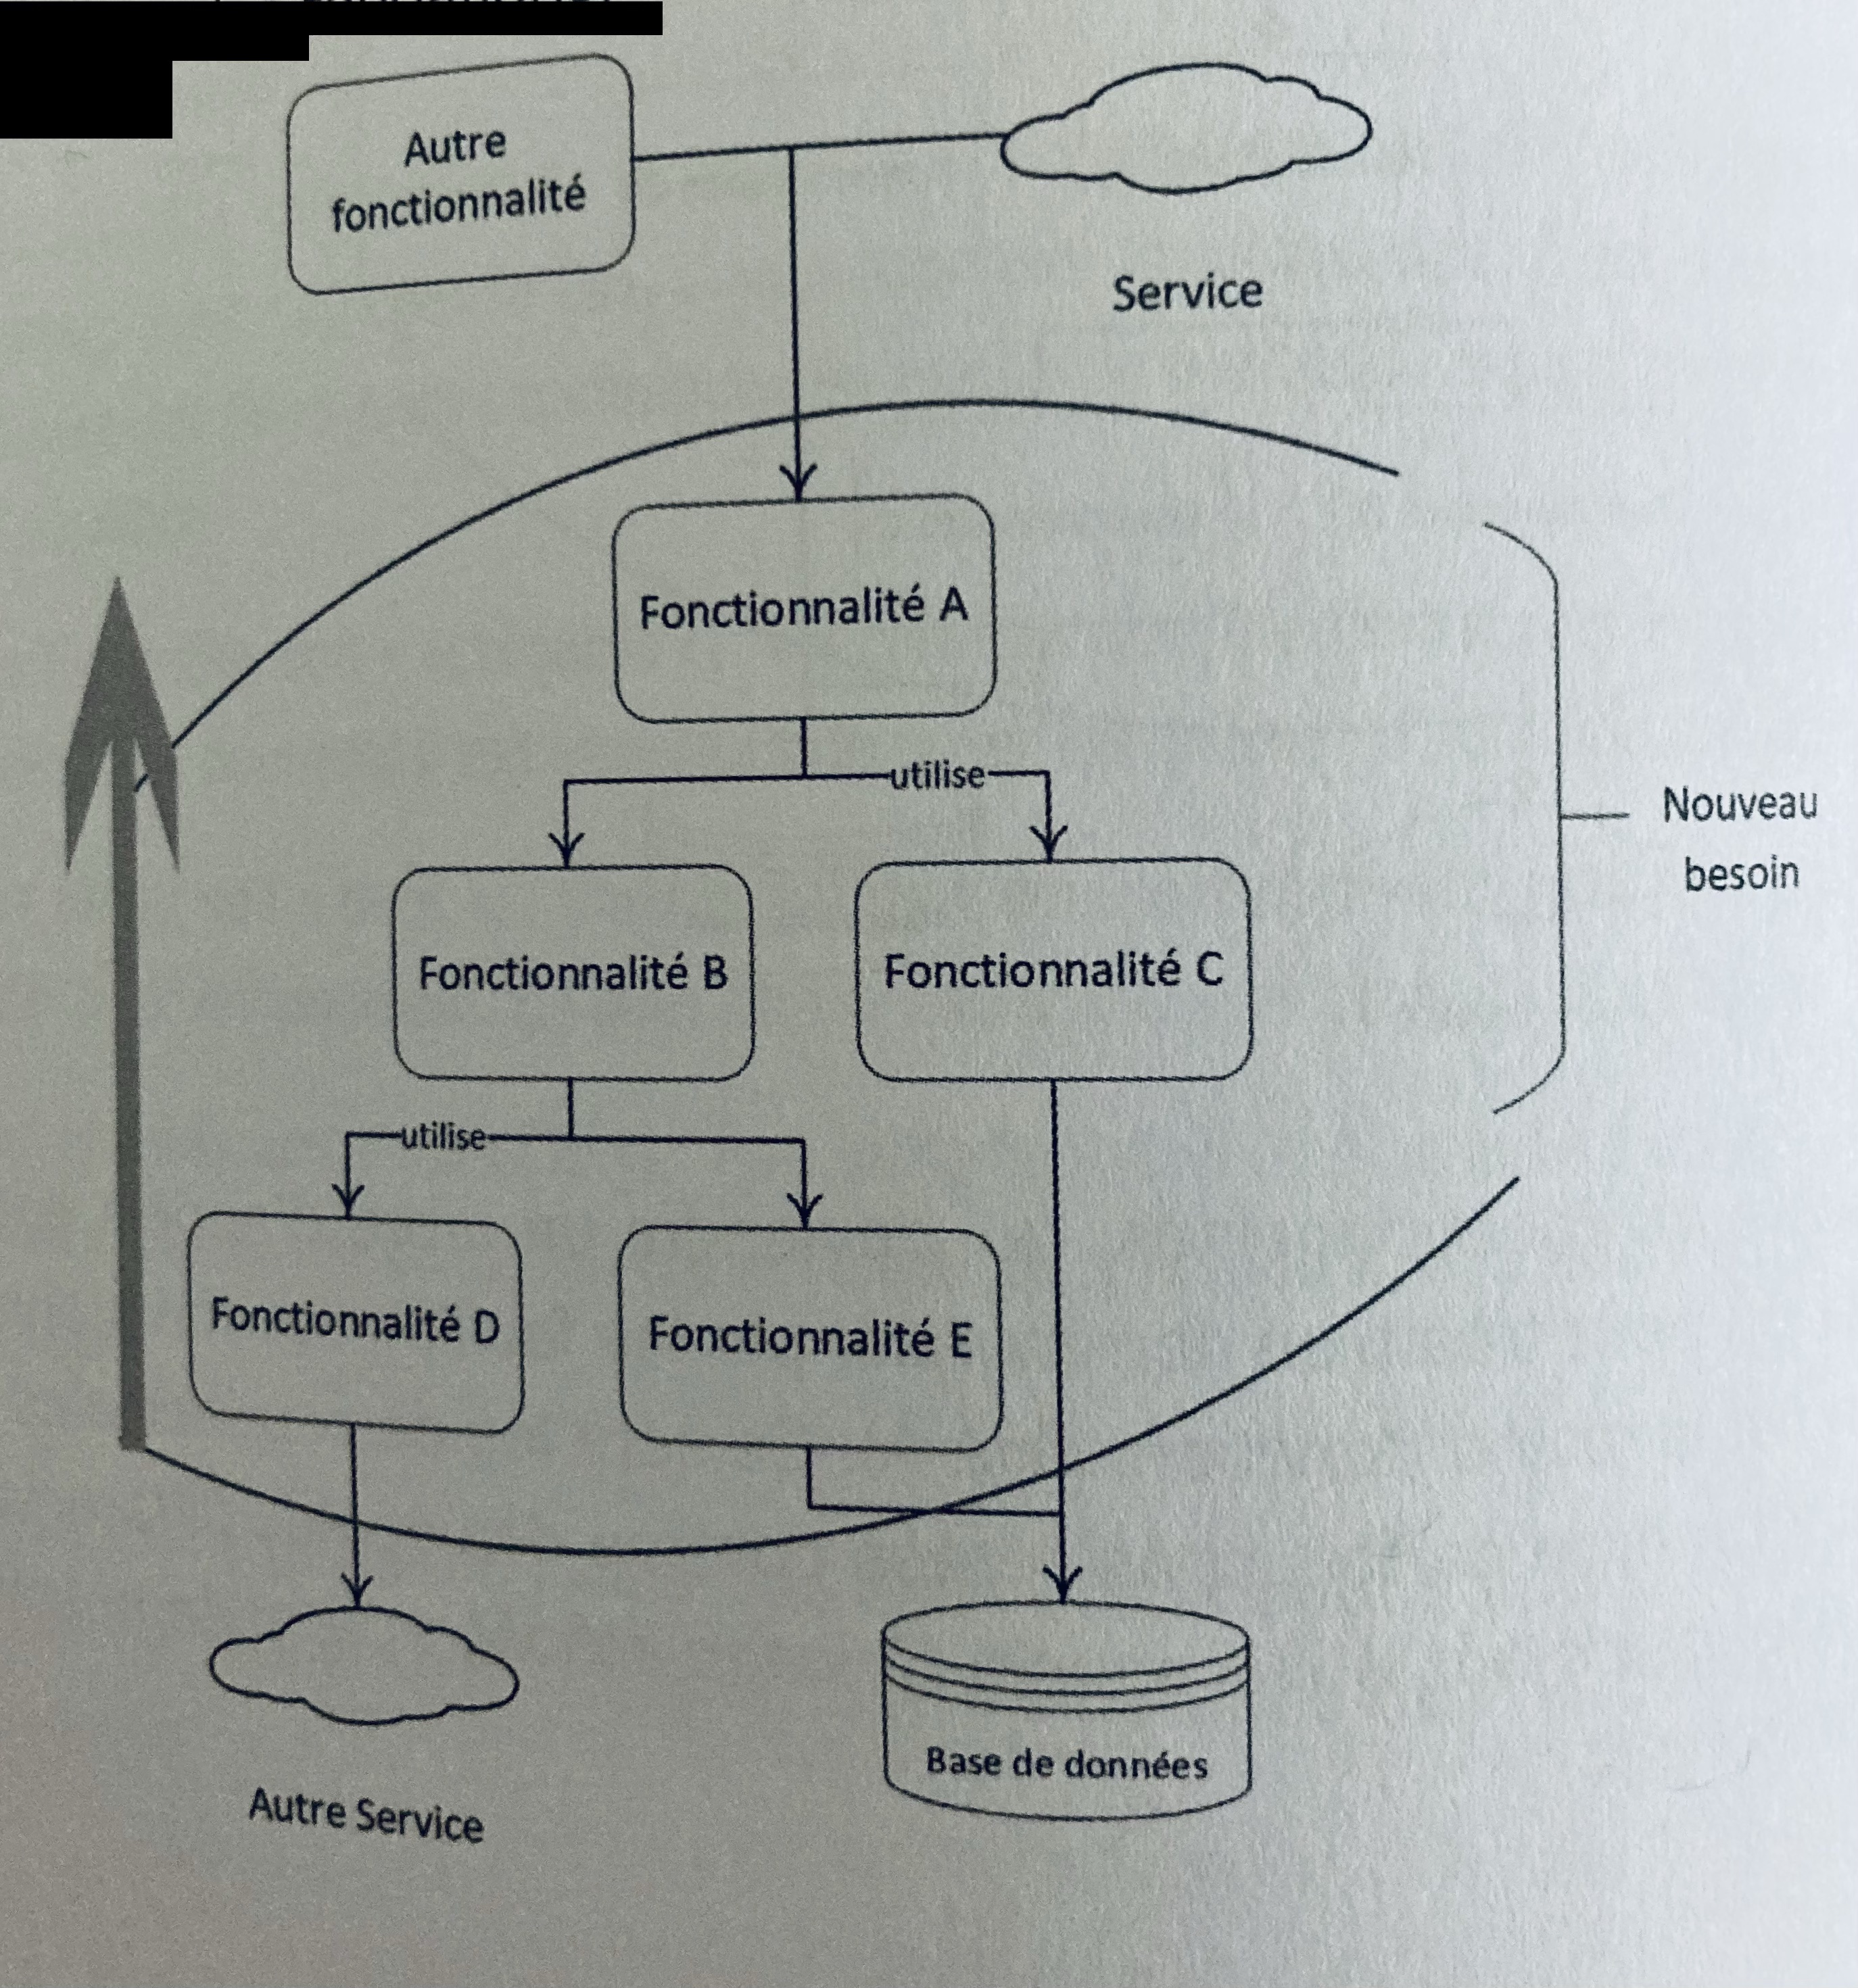 Autre
fonctionnalité
Service
Fonctionnalité A
utilise
Nouveau
besoin
Fonctionnalité B
Fonctionnalité C
utilise
Fonctionnalité D
Fonctionnalité E
Base de données
Autre Service